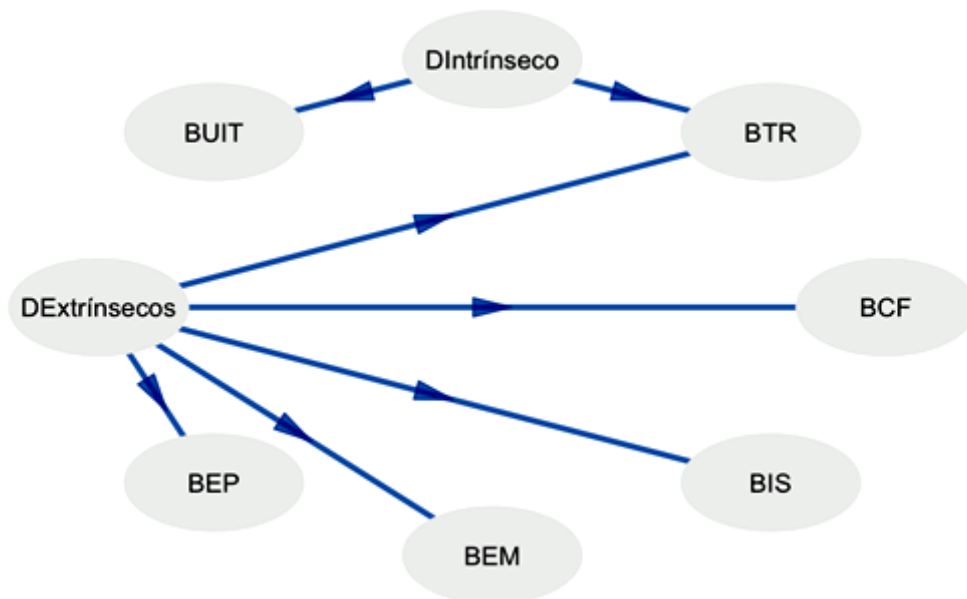 DIntrínseco
BUIT
BTR
DExtrínsecos
BCF
BEP
BIS
BEM